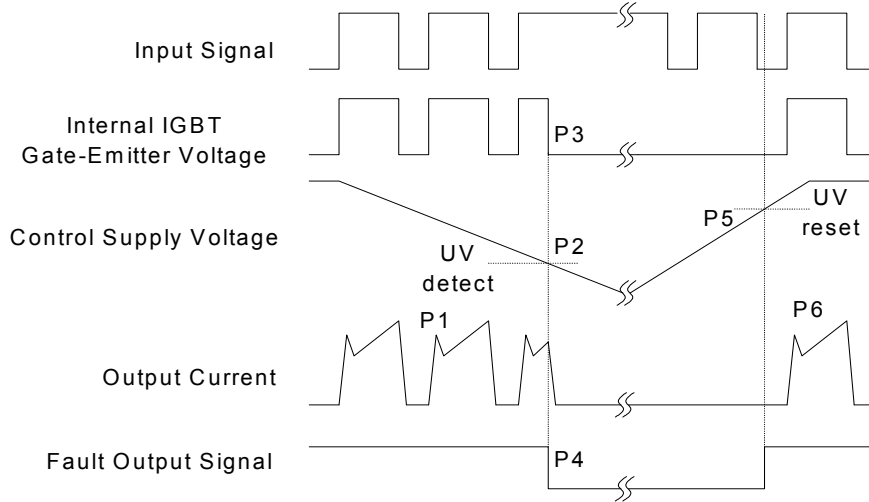 Input Signal
Internal IGBT
Gate-Emitter Voltage
P3
Control Supply Voltage
P2
UV
detect
P5
UV
reset
P1
P6
Output Current
Fault Output Signal
P4